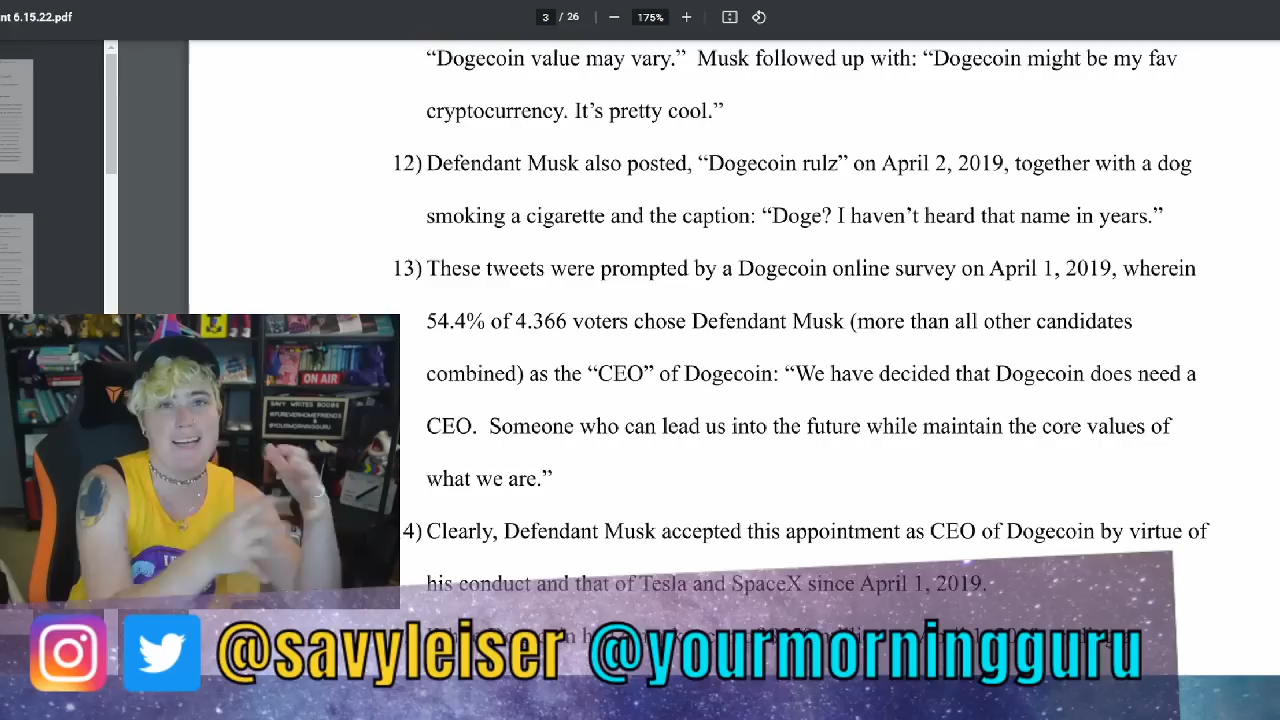 nt 6.15.22.pdf
3 / 26
175%
“Dogecoin value may vary.” Musk followed up with: “Dogecoin might be my fav
cryptocurrency. It’s pretty cool.”
12) Defendant Musk also posted, “Dogecoin rulz” on April 2, 2019, together with a dog
smoking a cigarette and the caption: “Doge? I haven’t heard that name in years.”
13) These tweets were prompted by a Dogecoin online survey on April 1, 2019, wherein
54.4% of 4.366 voters chose Defendant Musk (more than all other candidates
combined) as the “CEO” of Dogecoin: “We have decided that Dogecoin does need a
CEO. Someone who can lead us into the future while maintain the core values of
what we are.”
4) Clearly, Defendant Musk accepted this appointment as CEO of Dogecoin by virtue of
his conduct and that of Tesla and SpaceX since April 1, 2019.
ON AIR
SAVY WRITES BOOBS
@FUREVERHOMEFRIENDS
@YOURMORNINGGURU
@savyleiser @yourmorningguru